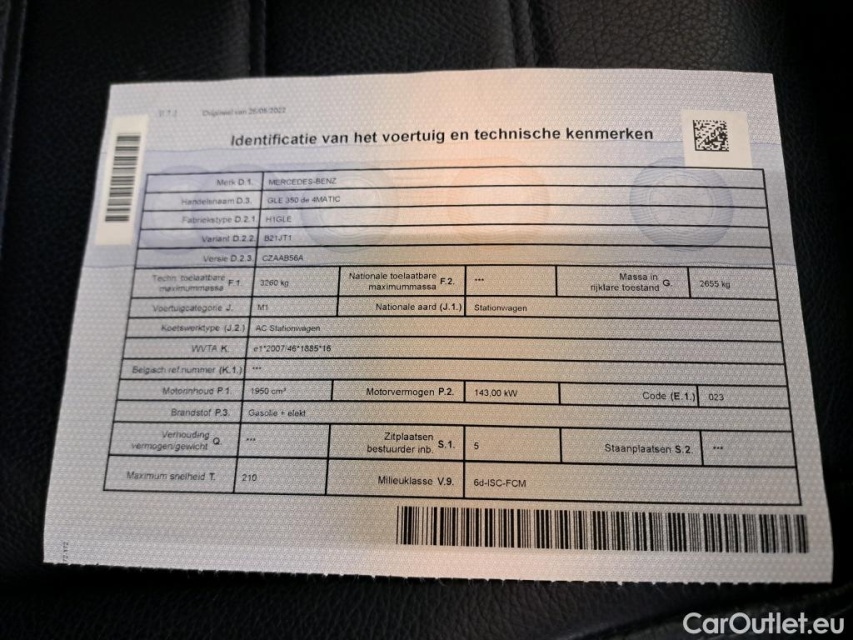 Identificatie van het voertuig en technische kenmerken
Merk D.1. MERCEDES-BENZ
Handelsnaam D.3. GLE 350 de 4MATIC
Fabriekstype D.2.1 H1GLE
Variant D.2.2. B21JT1
Versie D.2.3. CZAAB56A
Techn. toelaatbare maximummassa F.1. 3260 kg Nationale toelaatbare maximummassa F.2. *** Massa in rijklare toestand G. 2655 kg
Voertuigcategorie J. M1 Nationale aard (J.1.) Stationwagen
Koetswerktype (J.2.) AC Stationwagen
WVTA K. e1*2007/46*1885*16
Belgisch ref.nummer (K.1.) ***
Motorinhoud P.1. 1950 cm³ Motorvermogen P.2. 143,00 kW Code (E.1.) 023
Brandstof P.3. Gasolie + elekt
Verhouding vermogen/gewicht Q. *** Zitplaatsen bestuurder inb. S.1. 5 Staanplaatsen S.2. ***
Maximum snelheid T. 210 Milieuklasse V.9. 6d-ISC-FCM
CarOutlet.eu